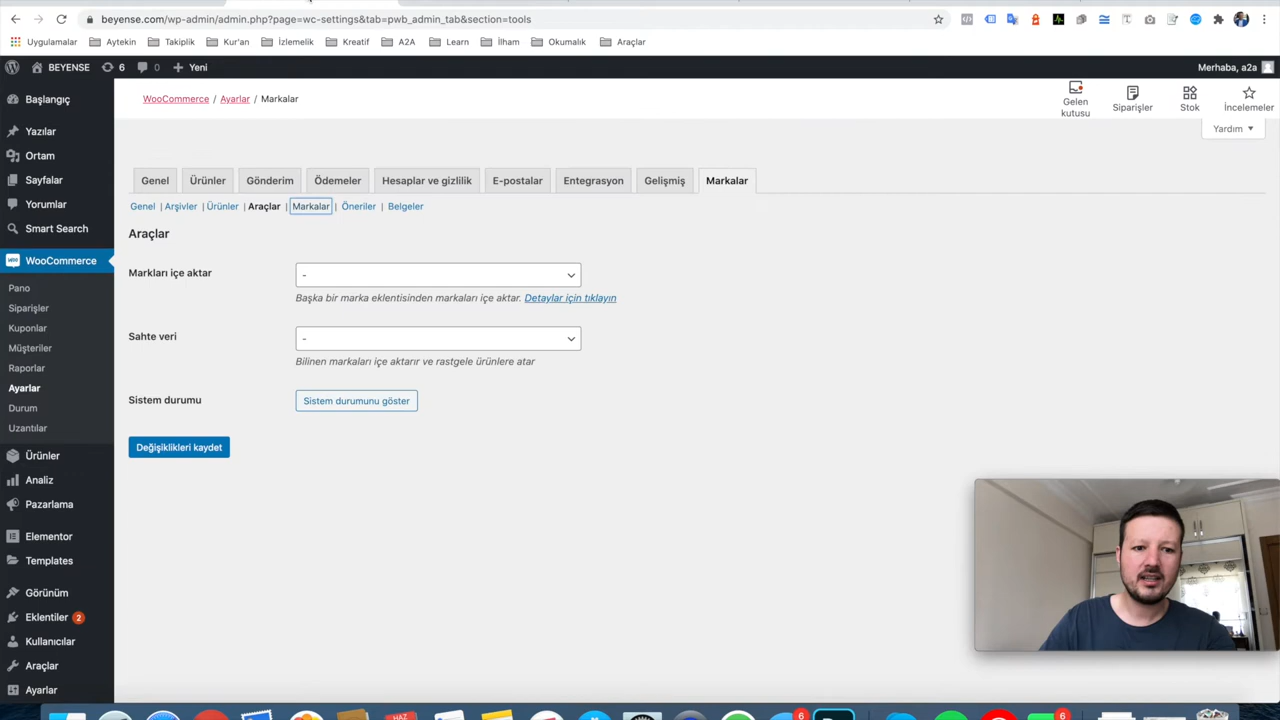 beyense.com/wp-admin/admin.php?page=wc-settings&tab=pwb_admin_tab&section=tools
Uygulamalar Aytekin Takiplik Kur'an İzlemelik Kreatif A2A Learn İlham Okumalık Araçlar
BEYENSE 6 0 Yeni Merhaba, a2a
Başlangıç
Yazılar
Ortam
Sayfalar
Yorumlar
Smart Search
WooCommerce
Pano
Siparişler
Kuponlar
Müşteriler
Raporlar
Ayarlar
Durum
Uzantılar
Ürünler
Analiz
Pazarlama
Elementor
Templates
Görünüm
Eklentiler 2
Kullanıcılar
Araçlar
Ayarlar
WooCommerce / Ayarlar / Markalar
Gelen kutusu
Siparişler
Stok
İncelemeler
Yardım
Genel Ürünler Gönderim Ödemeler Hesaplar ve gizlilik E-postalar Entegrasyon Gelişmiş Markalar
Genel | Arşivler | Ürünler | Araçlar | Markalar | Öneriler | Belgeler
Araçlar
Markları içe aktar
-
Başka bir marka eklentisinden markaları içe aktar. Detaylar için tıklayın
Sahte veri
-
Bilinen markaları içe aktarır ve rastgele ürünlere atar
Sistem durumu
Sistem durumunu göster
Değişiklikleri kaydet
HAZ
6
6